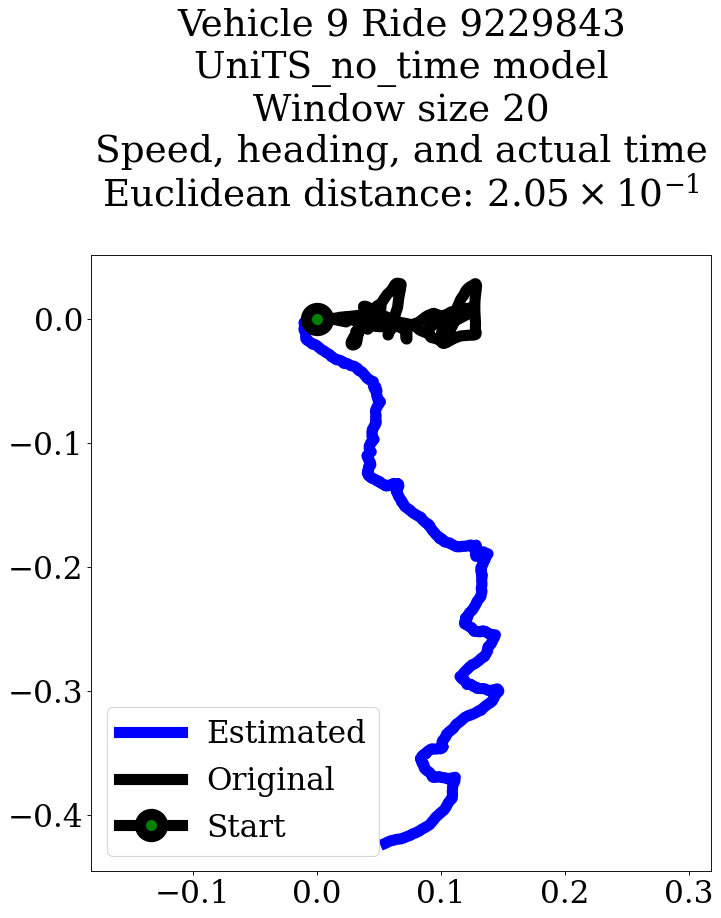 Vehicle 9 Ride 9229843
UniTS_no_time model
Window size 20
Speed, heading, and actual time
Euclidean distance: 2.05 × 10⁻¹
0.0
−0.1
−0.2
−0.3
−0.4
Estimated
Original
Start
−0.1 0.0 0.1 0.2 0.3